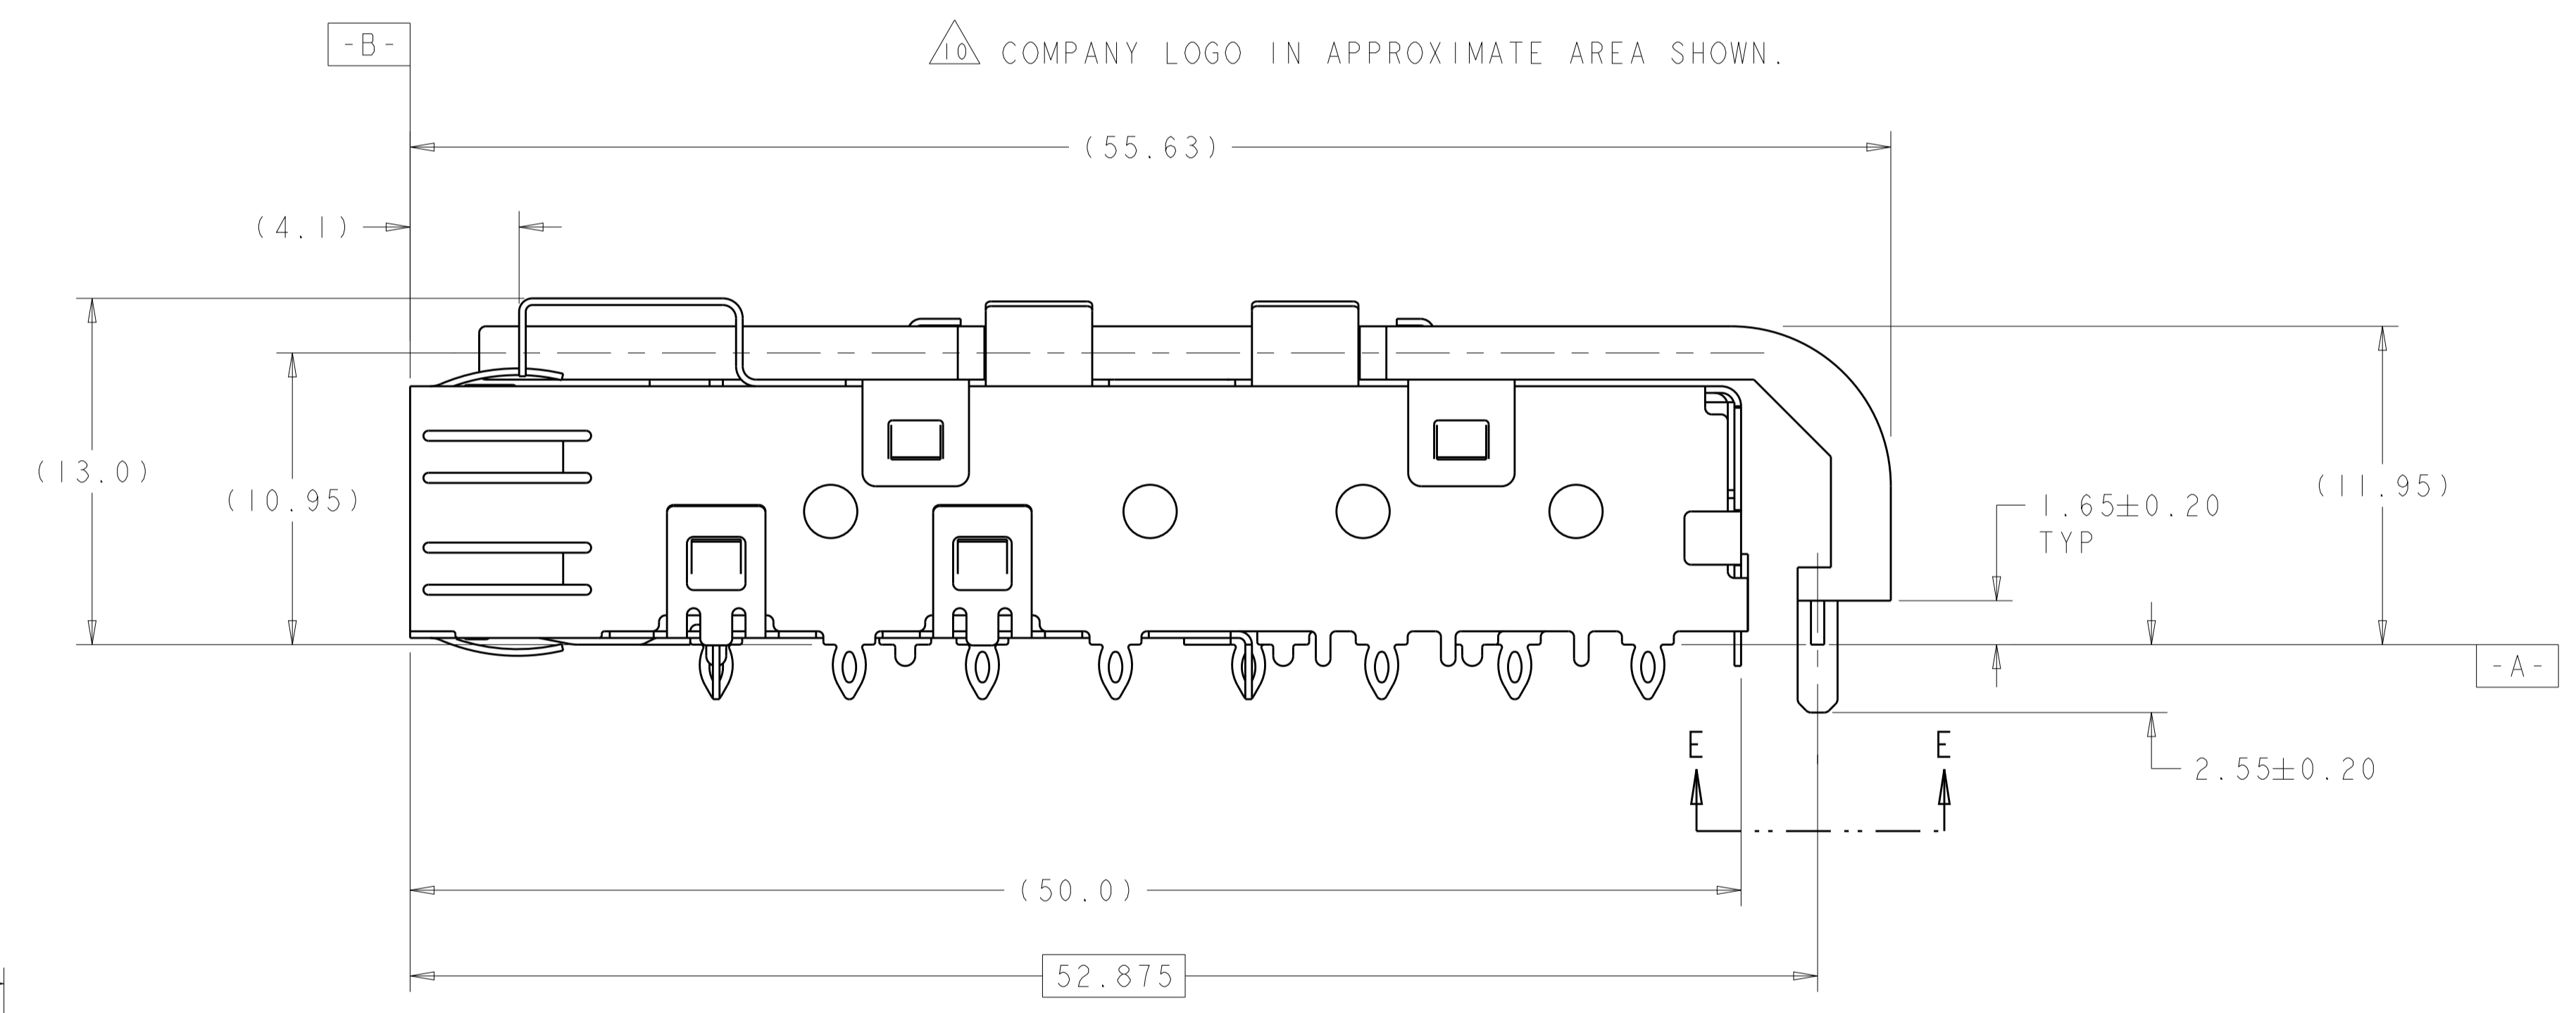 -B-
10 COMPANY LOGO IN APPROXIMATE AREA SHOWN.
(55.63)
(4.1)
(13.0)
(10.95)
(11.95)
1.65±0.20
TYP
-A-
E E
2.55±0.20
(50.0)
52.875